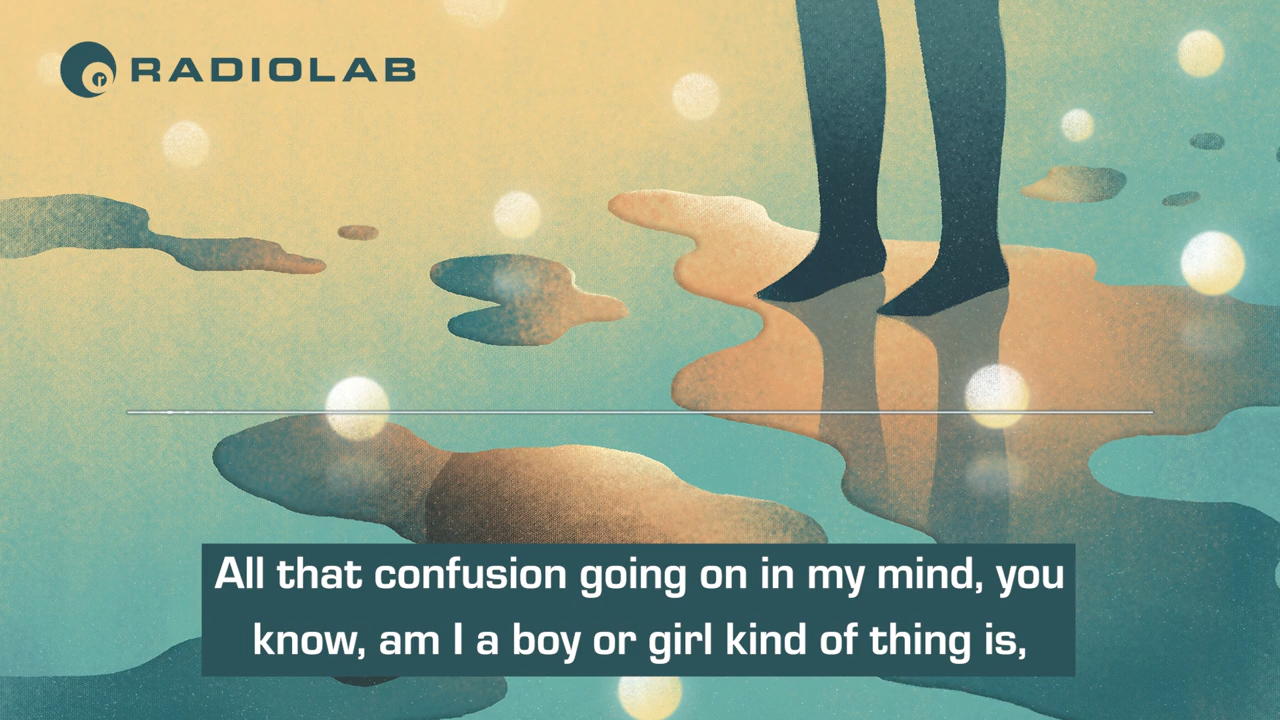 RADIOLAB
All that confusion going on in my mind, you
know, am I a boy or girl kind of thing is,